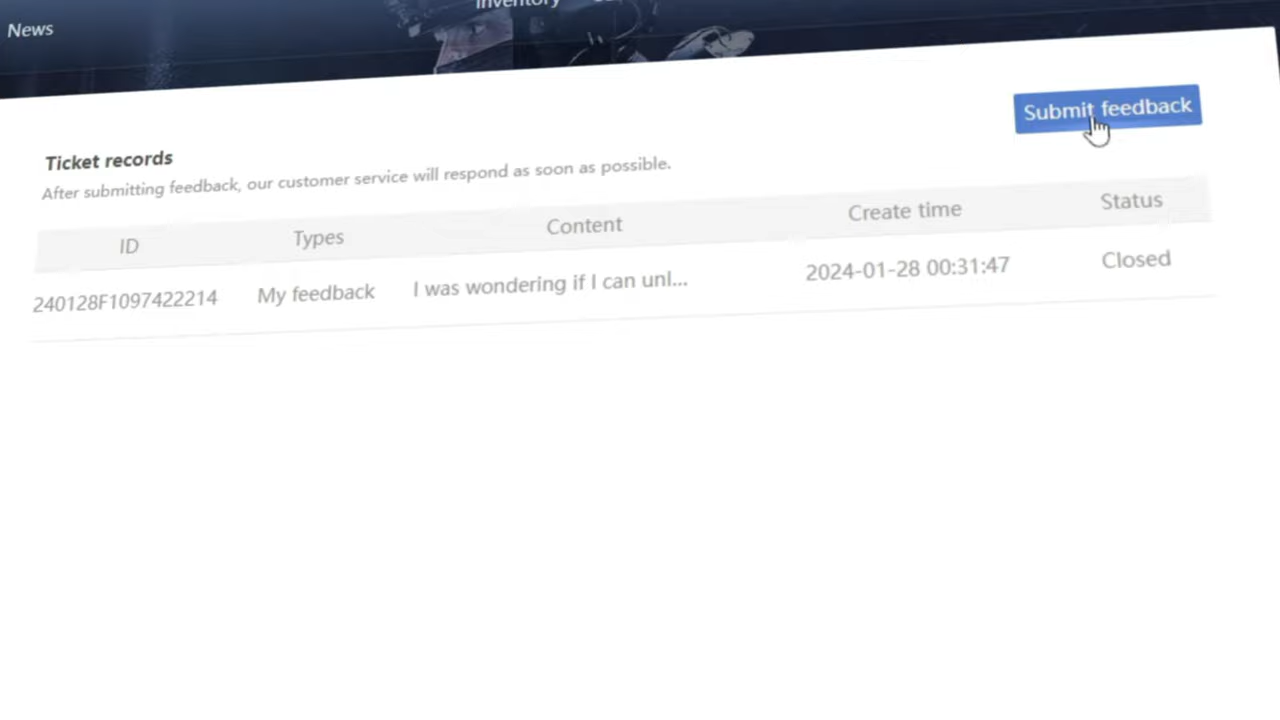 News
Inventory
Submit feedback
Ticket records
After submitting feedback, our customer service will respond as soon as possible.
ID Types Content Create time Status
240128F1097422214 My feedback I was wondering if I can unl... 2024-01-28 00:31:47 Closed